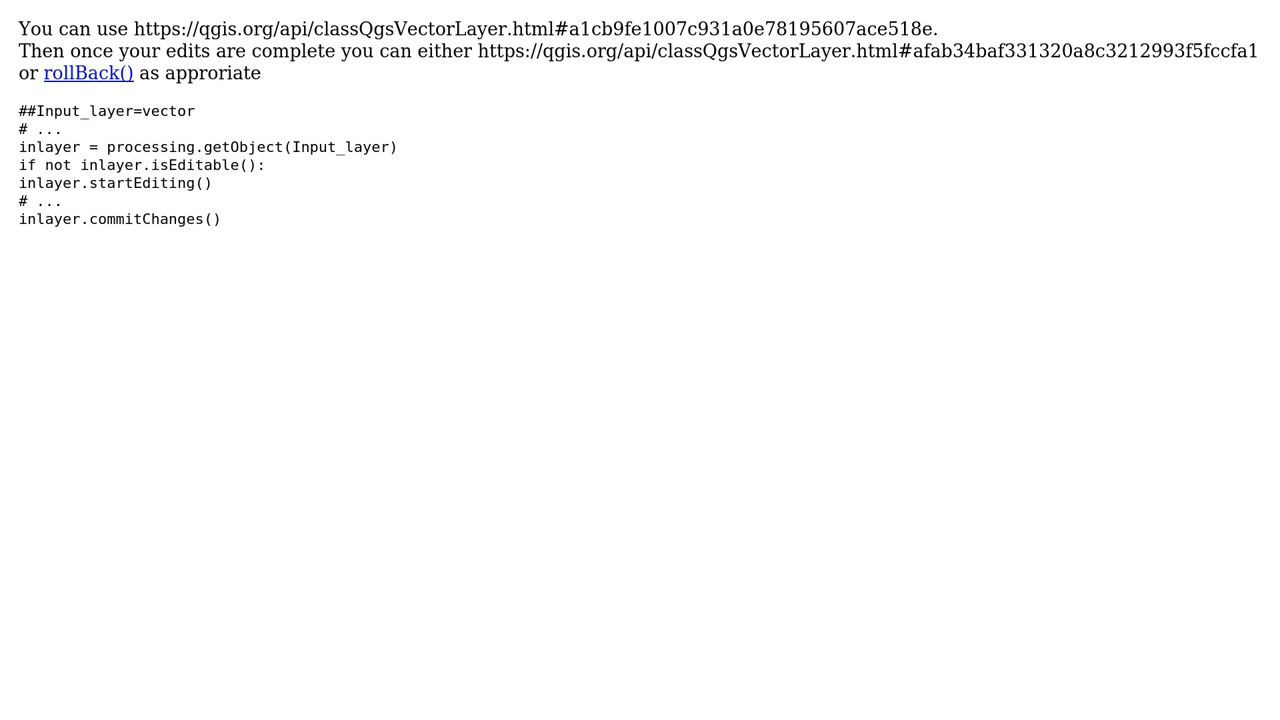 You can use https://qgis.org/api/classQgsVectorLayer.html#a1cb9fe1007c931a0e78195607ace518e.
Then once your edits are complete you can either https://qgis.org/api/classQgsVectorLayer.html#afab34baf331320a8c3212993f5fccfa1
or rollBack() as approriate
##Input_layer=vector
# ...
inlayer = processing.getObject(Input_layer)
if not inlayer.isEditable():
inlayer.startEditing()
# ...
inlayer.commitChanges()